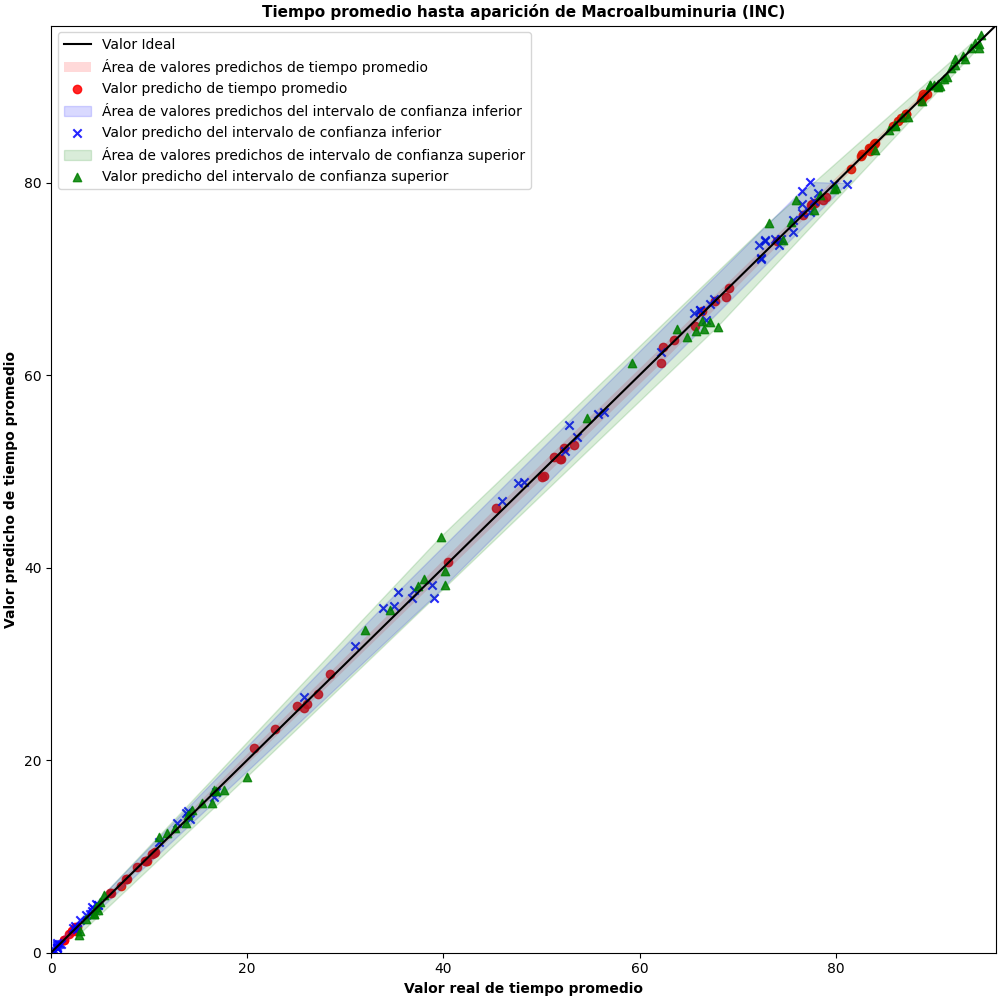 Tiempo promedio hasta aparición de Macroalbuminuria (INC)
Valor Ideal
Área de valores predichos de tiempo promedio
Valor predicho de tiempo promedio
Área de valores predichos del intervalo de confianza inferior
Valor predicho del intervalo de confianza inferior
Área de valores predichos de intervalo de confianza superior
Valor predicho del intervalo de confianza superior
Valor predicho de tiempo promedio
80
60
40
20
0
0 20 40 60 80
Valor real de tiempo promedio